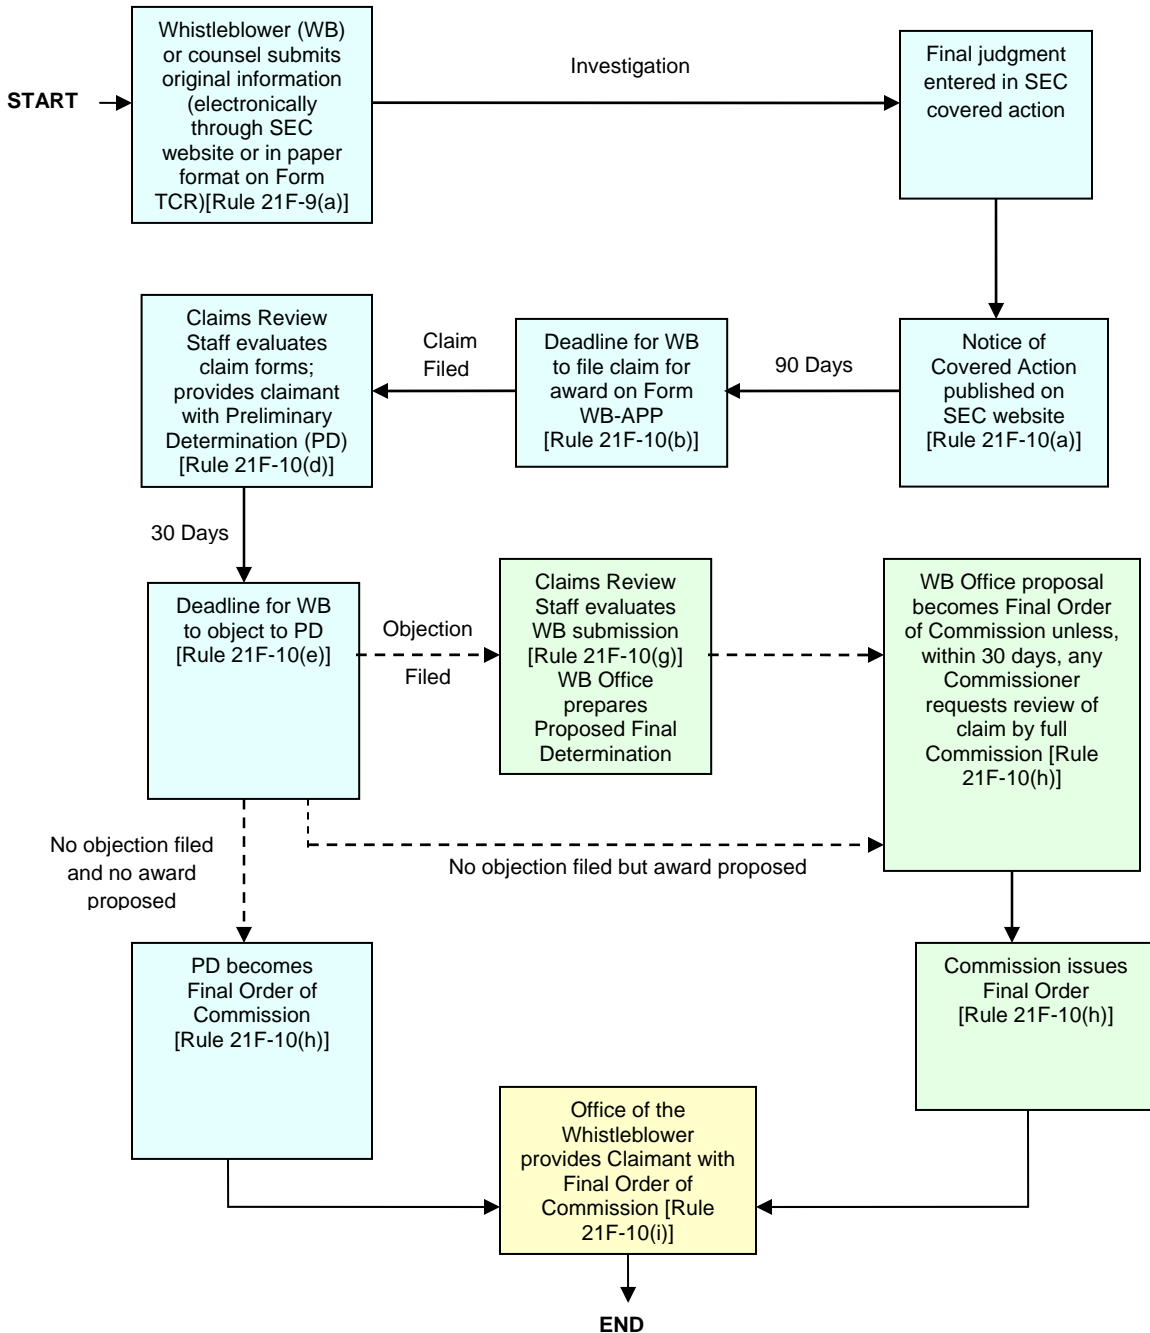 START
Whistleblower (WB)
or counsel submits
original information
(electronically
through SEC
website or in paper
format on Form
TCR)[Rule 21F-9(a)]
Investigation
Final judgment
entered in SEC
covered action
Notice of
Covered Action
published on
SEC website
[Rule 21F-10(a)]
90 Days
Deadline for WB
to file claim for
award on Form
WB-APP
[Rule 21F-10(b)]
Claim
Filed
Claims Review
Staff evaluates
claim forms;
provides claimant
with Preliminary
Determination (PD)
[Rule 21F-10(d)]
30 Days
Deadline for WB
to object to PD
[Rule 21F-10(e)]
Objection
Filed
Claims Review
Staff evaluates
WB submission
[Rule 21F-10(g)]
WB Office
prepares
Proposed Final
Determination
WB Office proposal
becomes Final Order
of Commission unless,
within 30 days, any
Commissioner
requests review of
claim by full
Commission [Rule
21F-10(h)]
No objection filed
and no award
proposed
No objection filed but award proposed
PD becomes
Final Order of
Commission
[Rule 21F-10(h)]
Commission issues
Final Order
[Rule 21F-10(h)]
Office of the
Whistleblower
provides Claimant with
Final Order of
Commission [Rule
21F-10(i)]
END